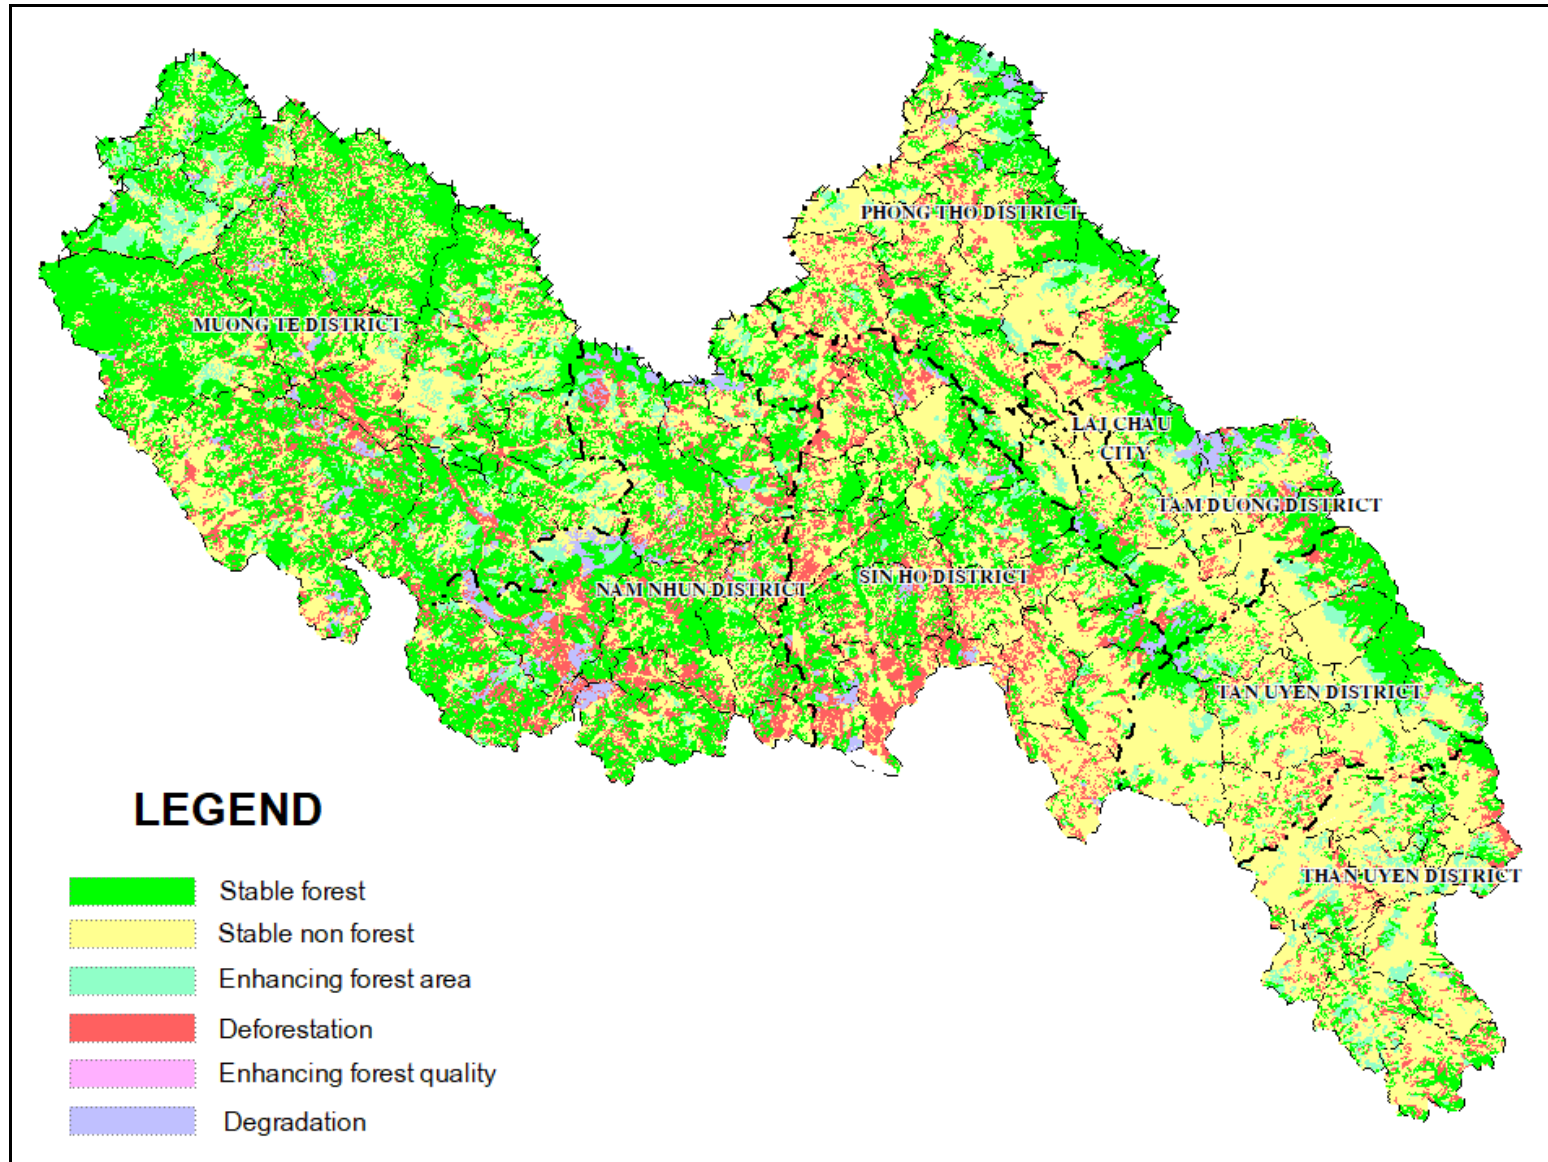 PHONG THO DISTRICT
MUONG TE DISTRICT
LAI CHAU
CITY
TAM DUONG DISTRICT
SIN HO DISTRICT
NAM NHUN DISTRICT
TAN UYEN DISTRICT
THAN UYEN DISTRICT
LEGEND
Stable forest
Stable non forest
Enhancing forest area
Deforestation
Enhancing forest quality
Degradation